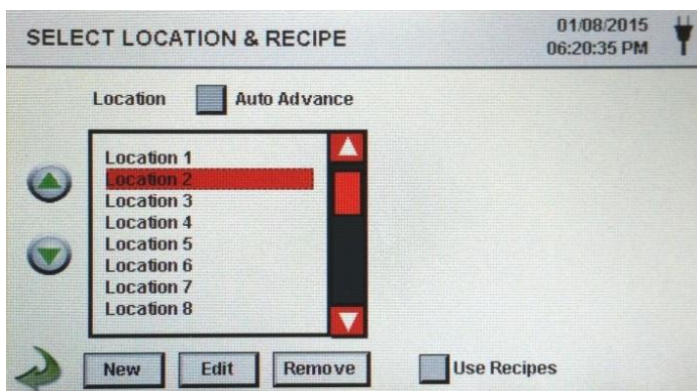 SELECT LOCATION & RECIPE
01/08/2015
06:20:35 PM
Location
Auto Advance
Location 1
Location 2
Location 3
Location 4
Location 5
Location 6
Location 7
Location 8
New
Edit
Remove
Use Recipes